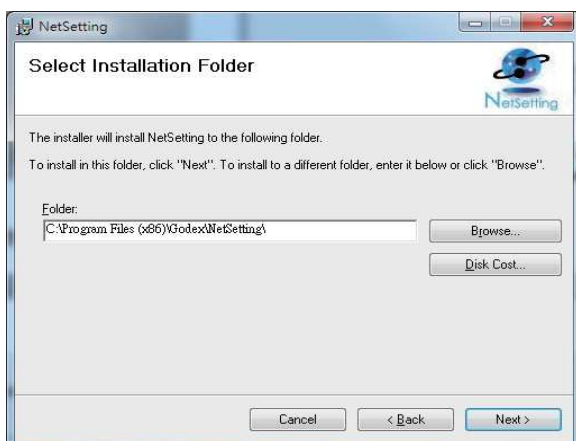 NetSetting
Select Installation Folder
NetSetting
The installer will install NetSetting to the following folder.
To install in this folder, click "Next". To install to a different folder, enter it below or click "Browse".
Folder:
C:\Program Files (x86)\Godex\NetSetting\
Browse...
Disk Cost...
Cancel
< Back
Next >